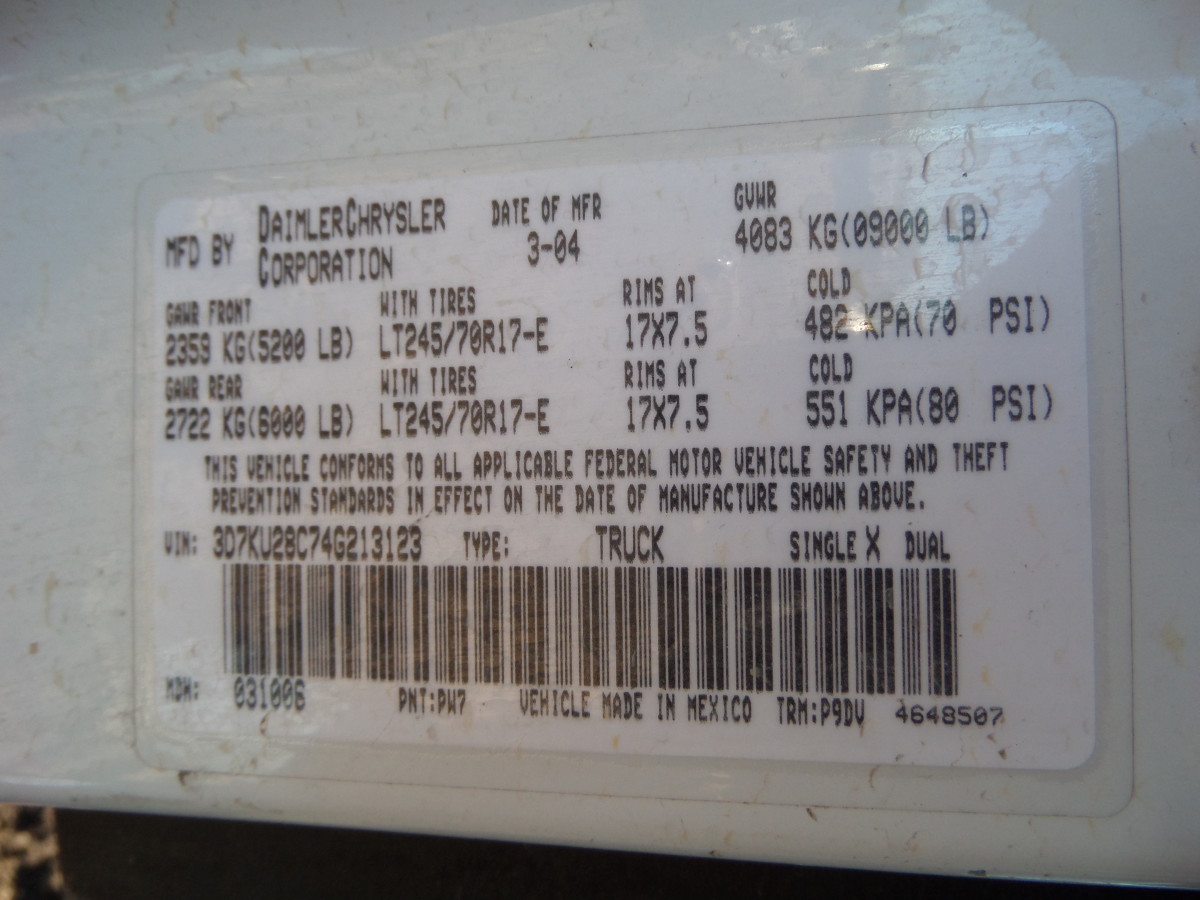 MFD BY DAIMLERCHRYSLER CORPORATION DATE OF MFR 3-04 GVWR 4083 KG(09000 LB)
GAWR FRONT WITH TIRES RIMS AT COLD
2359 KG(5200 LB) LT245/70R17-E 17X7.5 482 KPA(70 PSI)
GAWR REAR WITH TIRES RIMS AT COLD
2722 KG(6000 LB) LT245/70R17-E 17X7.5 551 KPA(80 PSI)
THIS VEHICLE CONFORMS TO ALL APPLICABLE FEDERAL MOTOR VEHICLE SAFETY AND THEFT
PREVENTION STANDARDS IN EFFECT ON THE DATE OF MANUFACTURE SHOWN ABOVE.
VIN: 3D7KU28C74G213123 TYPE: TRUCK SINGLE X DUAL
MDH: 031006 PNT:PW7 VEHICLE MADE IN MEXICO TRM:P9DV 4648507